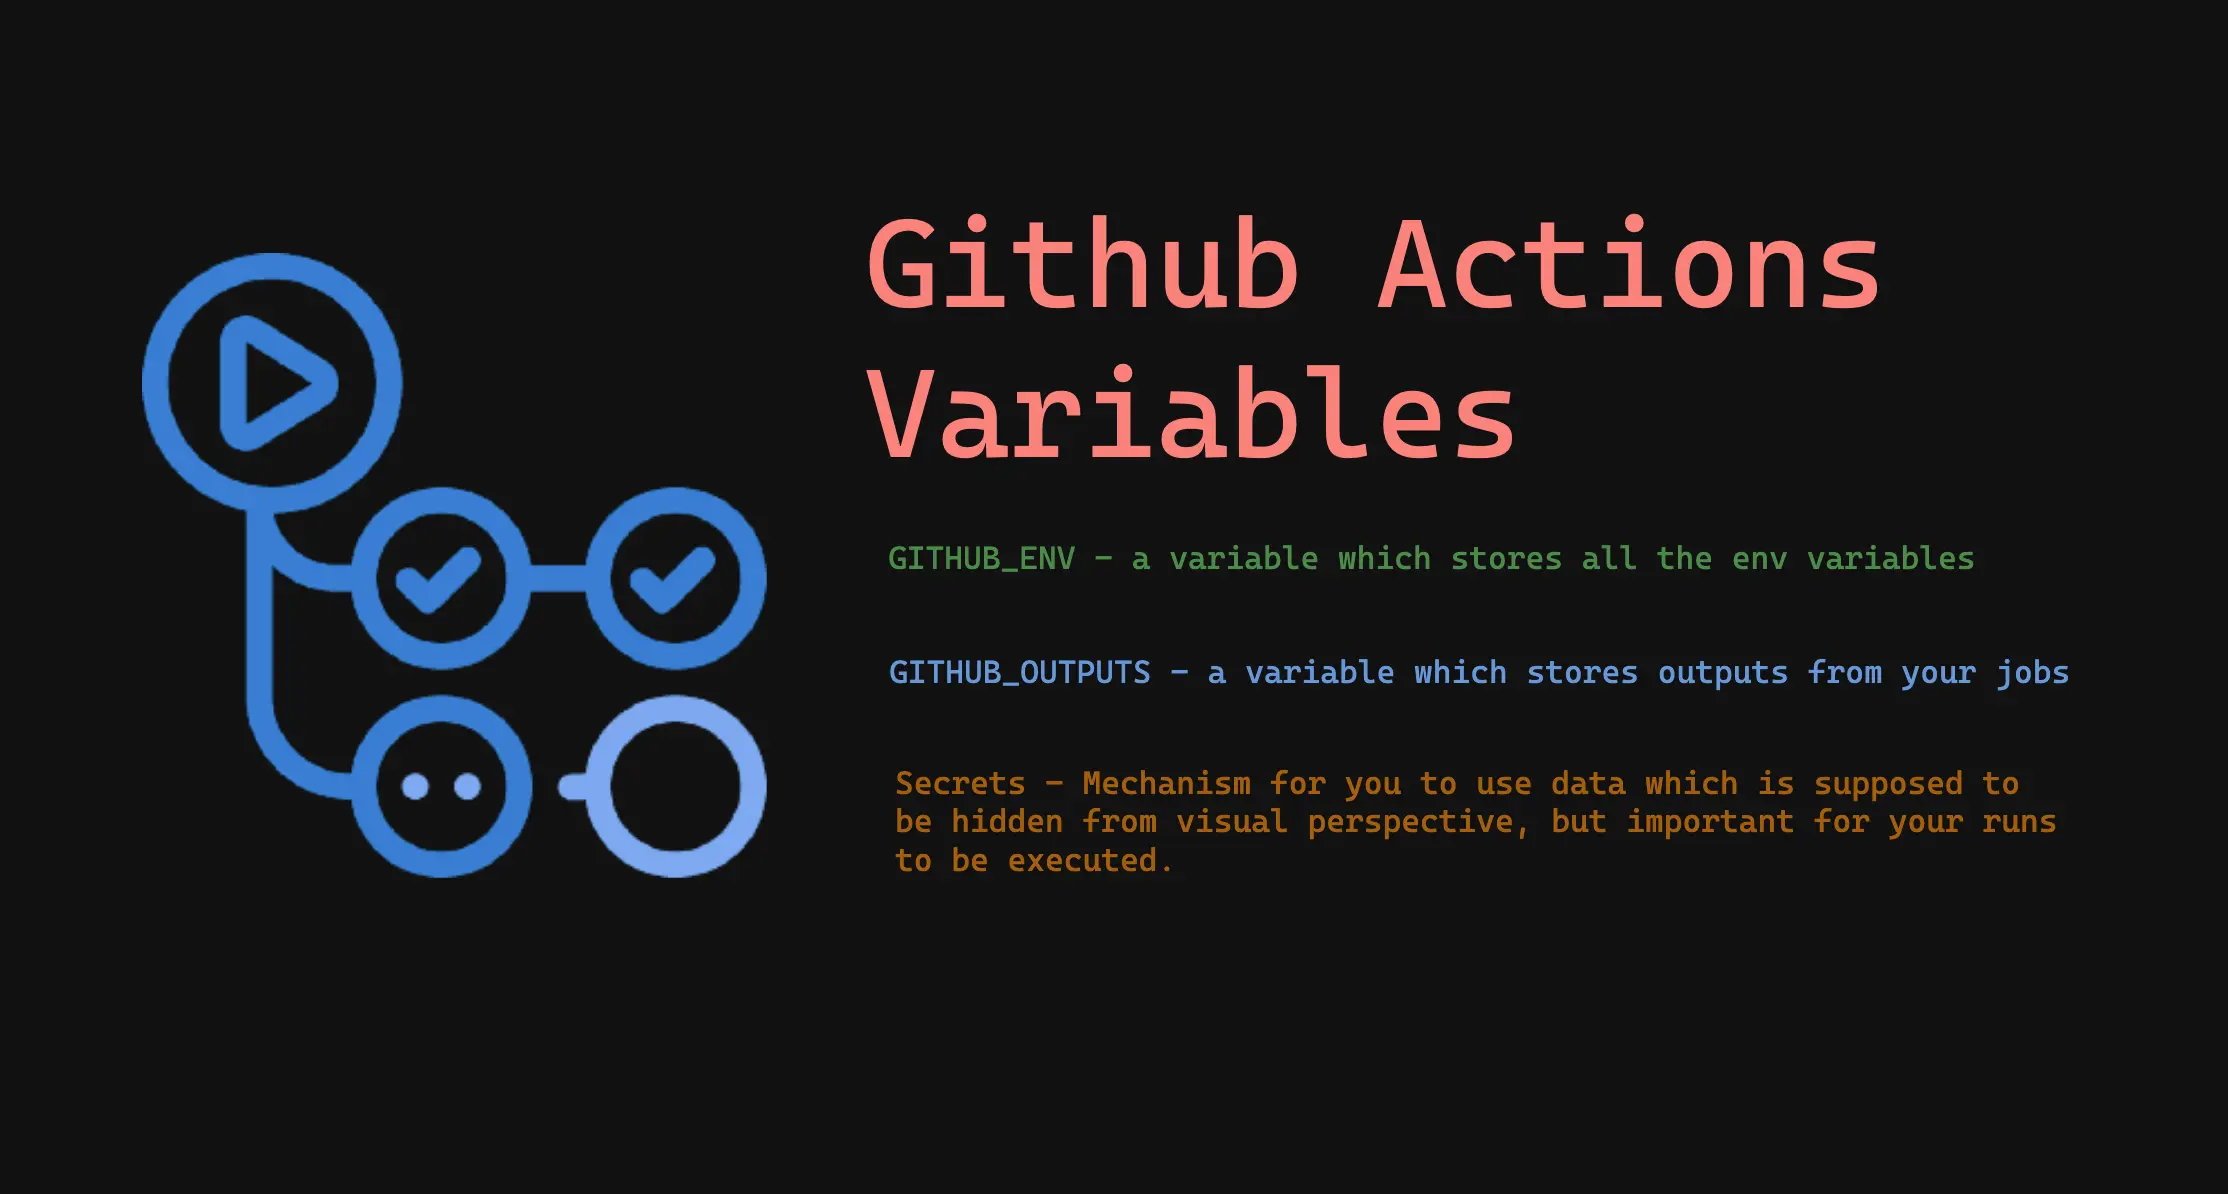 Github Actions
Variables
GITHUB_ENV - a variable which stores all the env variables
GITHUB_OUTPUTS - a variable which stores outputs from your jobs
Secrets - Mechanism for you to use data which is supposed to
be hidden from visual perspective, but important for your runs
to be executed.